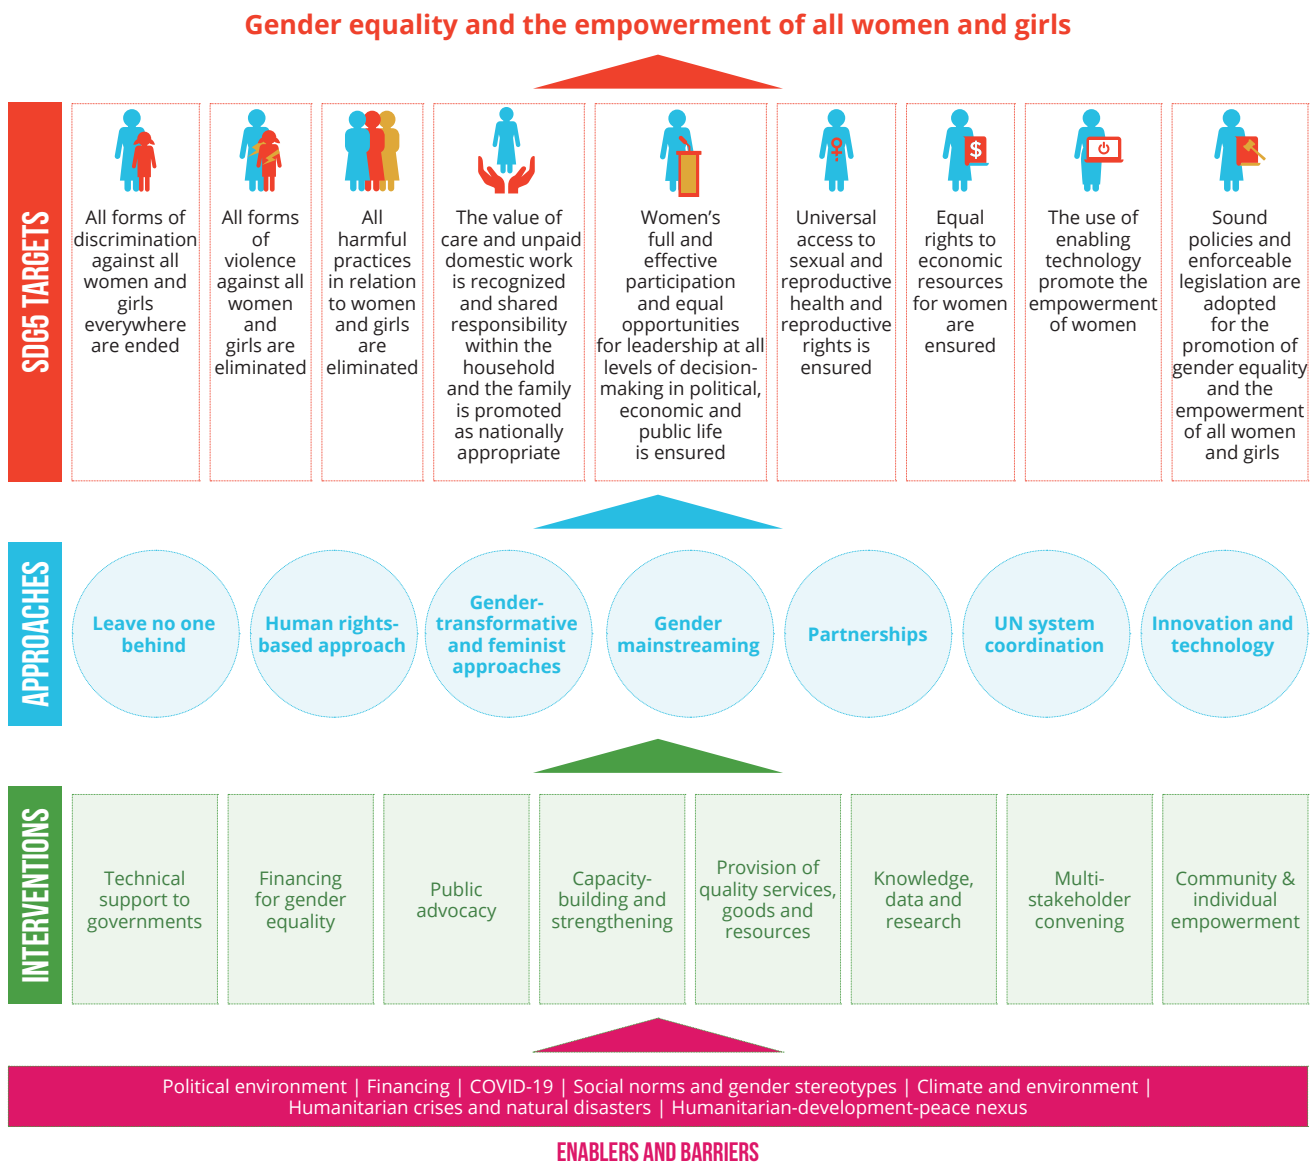 Gender equality and the empowerment of all women and girls
SDG5 TARGETS
All forms of
discrimination
against all
women and
girls
everywhere
are ended
All forms
of
violence
against all
women
and
girls are
eliminated
All
harmful
practices
in relation
to women
and girls
are
eliminated
The value of
care and unpaid
domestic work
is recognized
and shared
responsibility
within the
household
and the family
is promoted
as nationally
appropriate
Women's
full and
effective
participation
and equal
opportunities
for leadership at all
levels of decision-
making in political,
economic and
public life
is ensured
Universal
access to
sexual and
reproductive
health and
reproductive
rights is
ensured
$
Equal
rights to
economic
resources
for women
are
ensured
The use of
enabling
technology
promote the
empowerment
of women
Sound
policies and
enforceable
legislation are
adopted
for the
promotion of
gender equality
and the
empowerment
of all women
and girls
APPROACHES
Leave no one
behind
Human rights-
based approach
Gender-
transformative
and feminist
approaches
Gender
mainstreaming
Partnerships
UN system
coordination
Innovation and
technology
INTERVENTIONS
Technical
support to
governments
Financing
for gender
equality
Public
advocacy
Capacity-
building and
strengthening
Provision of
quality services,
goods and
resources
Knowledge,
data and
research
Multi-
stakeholder
convening
Community &
individual
empowerment
Political environment | Financing | COVID-19 | Social norms and gender stereotypes | Climate and environment |
Humanitarian crises and natural disasters | Humanitarian-development-peace nexus
ENABLERS AND BARRIERS